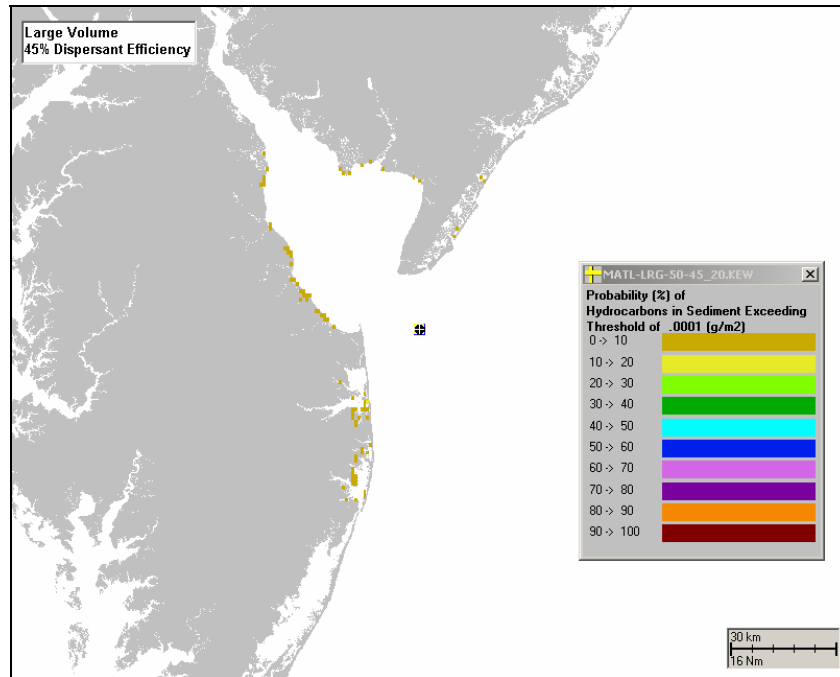 Large Volume
45% Dispersant Efficiency
MATL-LRG-50-45_20.KEW
Probability (%) of
Hydrocarbons in Sediment Exceeding
Threshold of .0001 (g/m2)
0 -> 10
10 -> 20
20 -> 30
30 -> 40
40 -> 50
50 -> 60
60 -> 70
70 -> 80
80 -> 90
90 -> 100
30 km
16 Nm